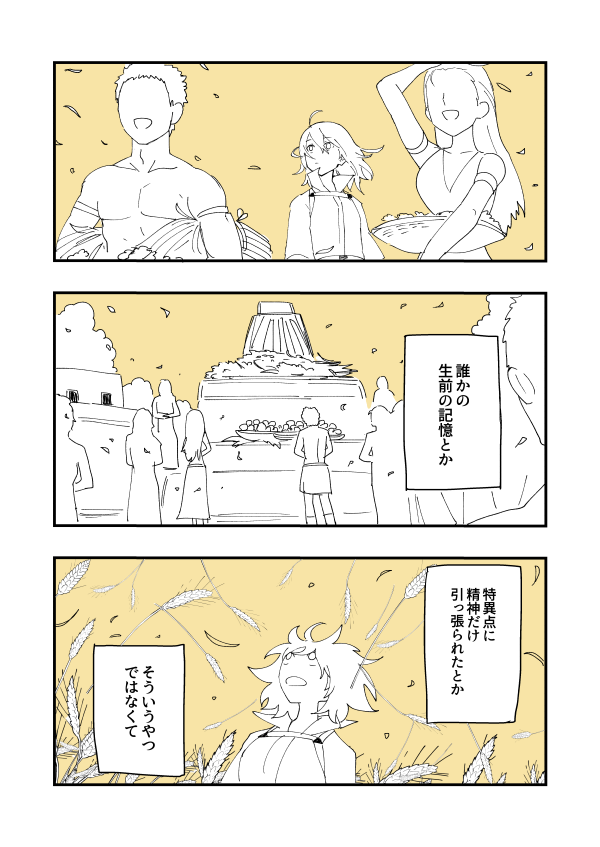 誰かの
生前の記憶とか
特異点に
精神だけ
引っ張られたとか
そういうやつ
ではなくて